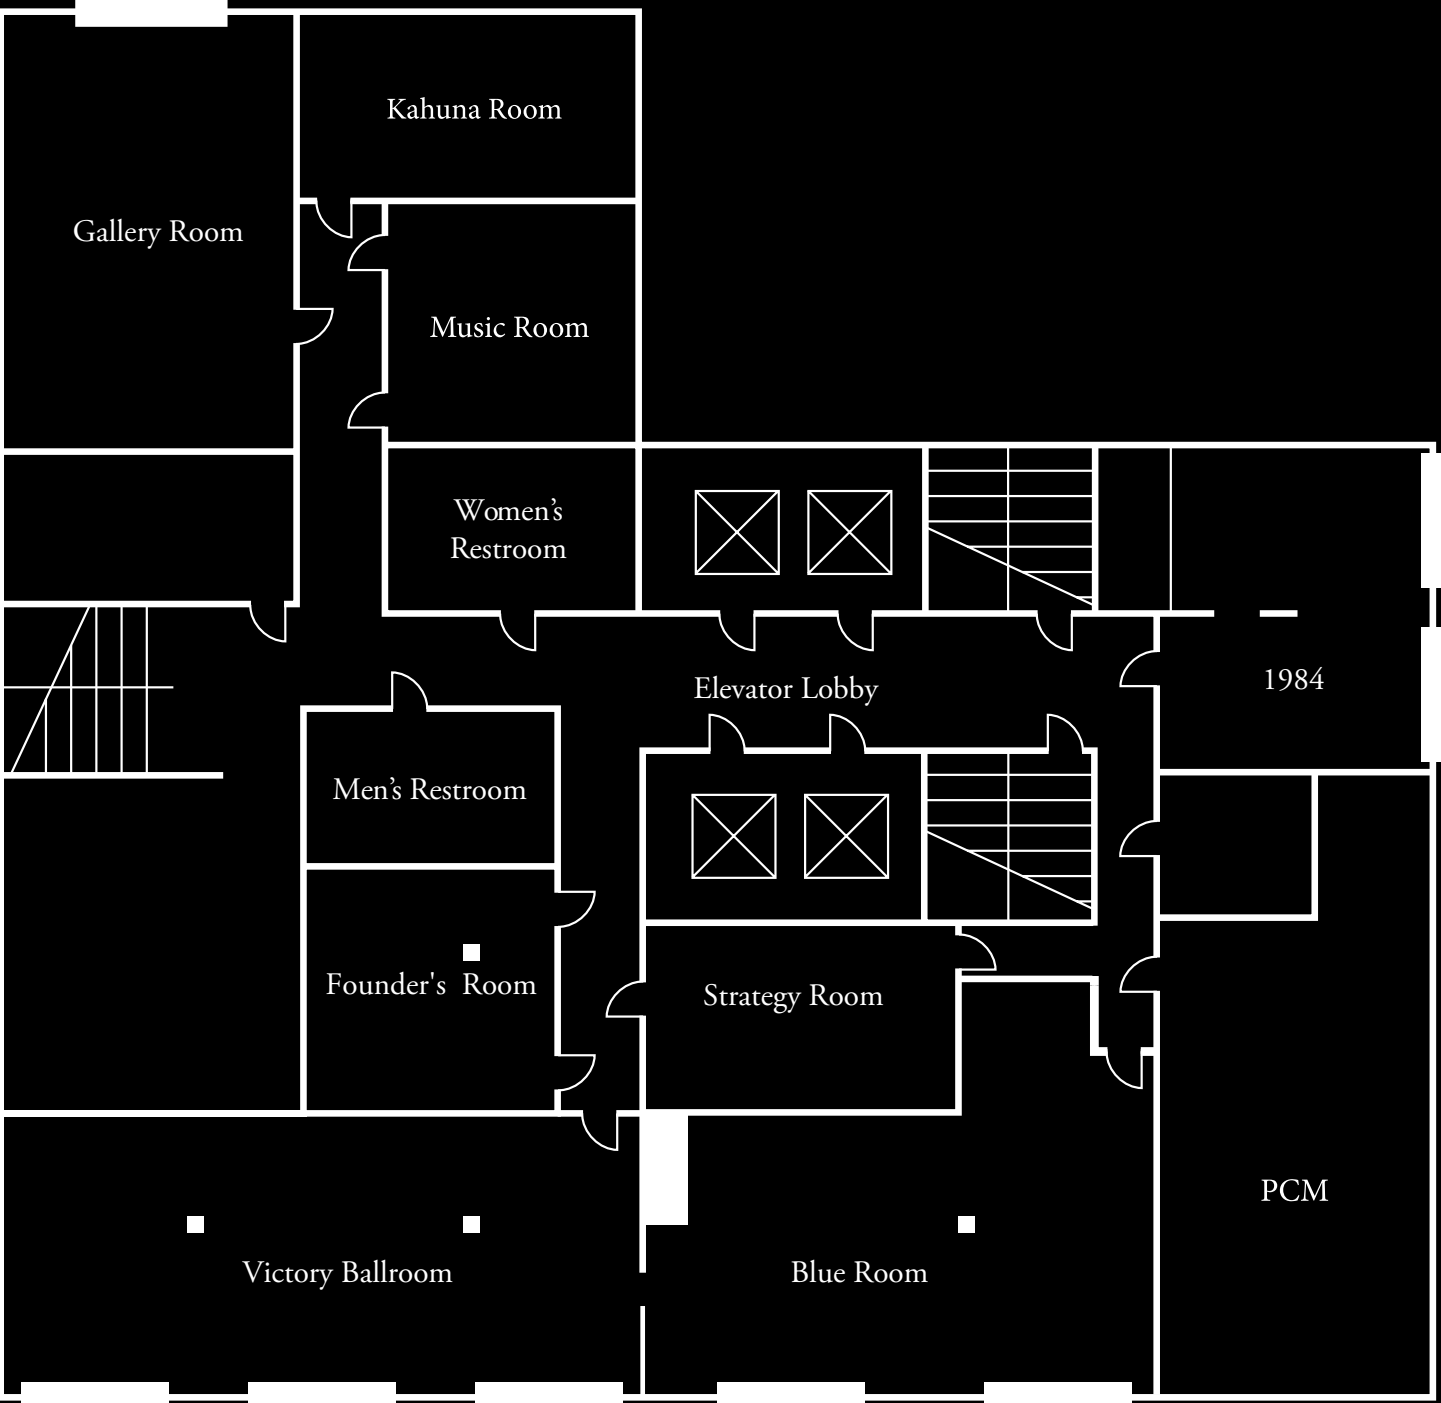 Kahuna Room
Gallery Room
Music Room
Women’s
Restroom
Elevator Lobby
1984
Men’s Restroom
Founder's  Room
Strategy Room
PCM
Victory Ballroom
Blue Room